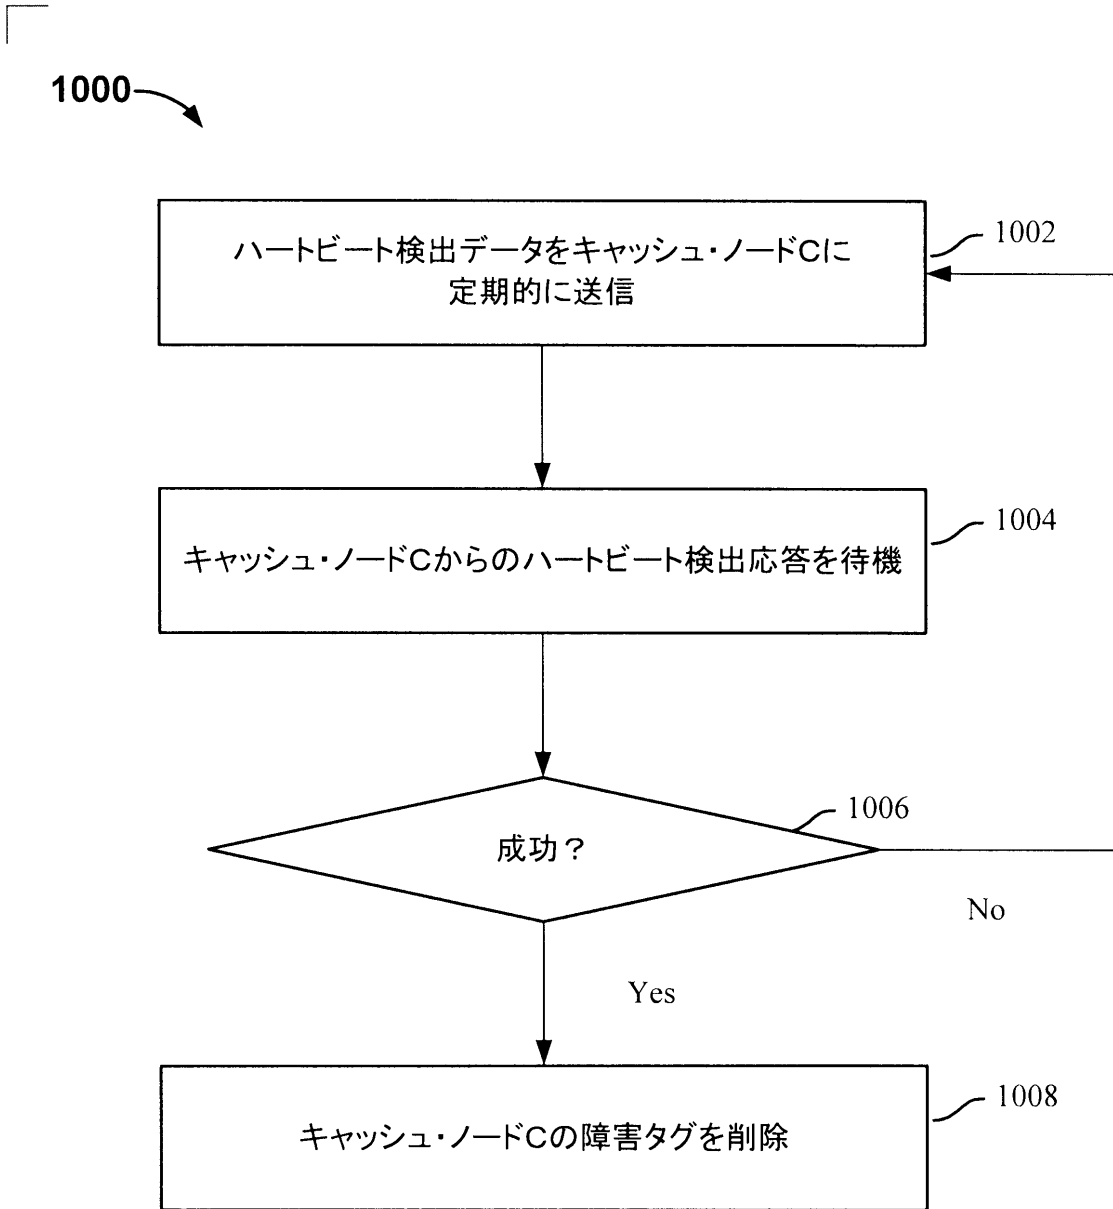 1000
ハートビート検出データをキャッシュ・ノードCに
定期的に送信
1002
キャッシュ・ノードCからのハートビート検出応答を待機
1004
成功？
1006
No
Yes
キャッシュ・ノードCの障害タグを削除
1008